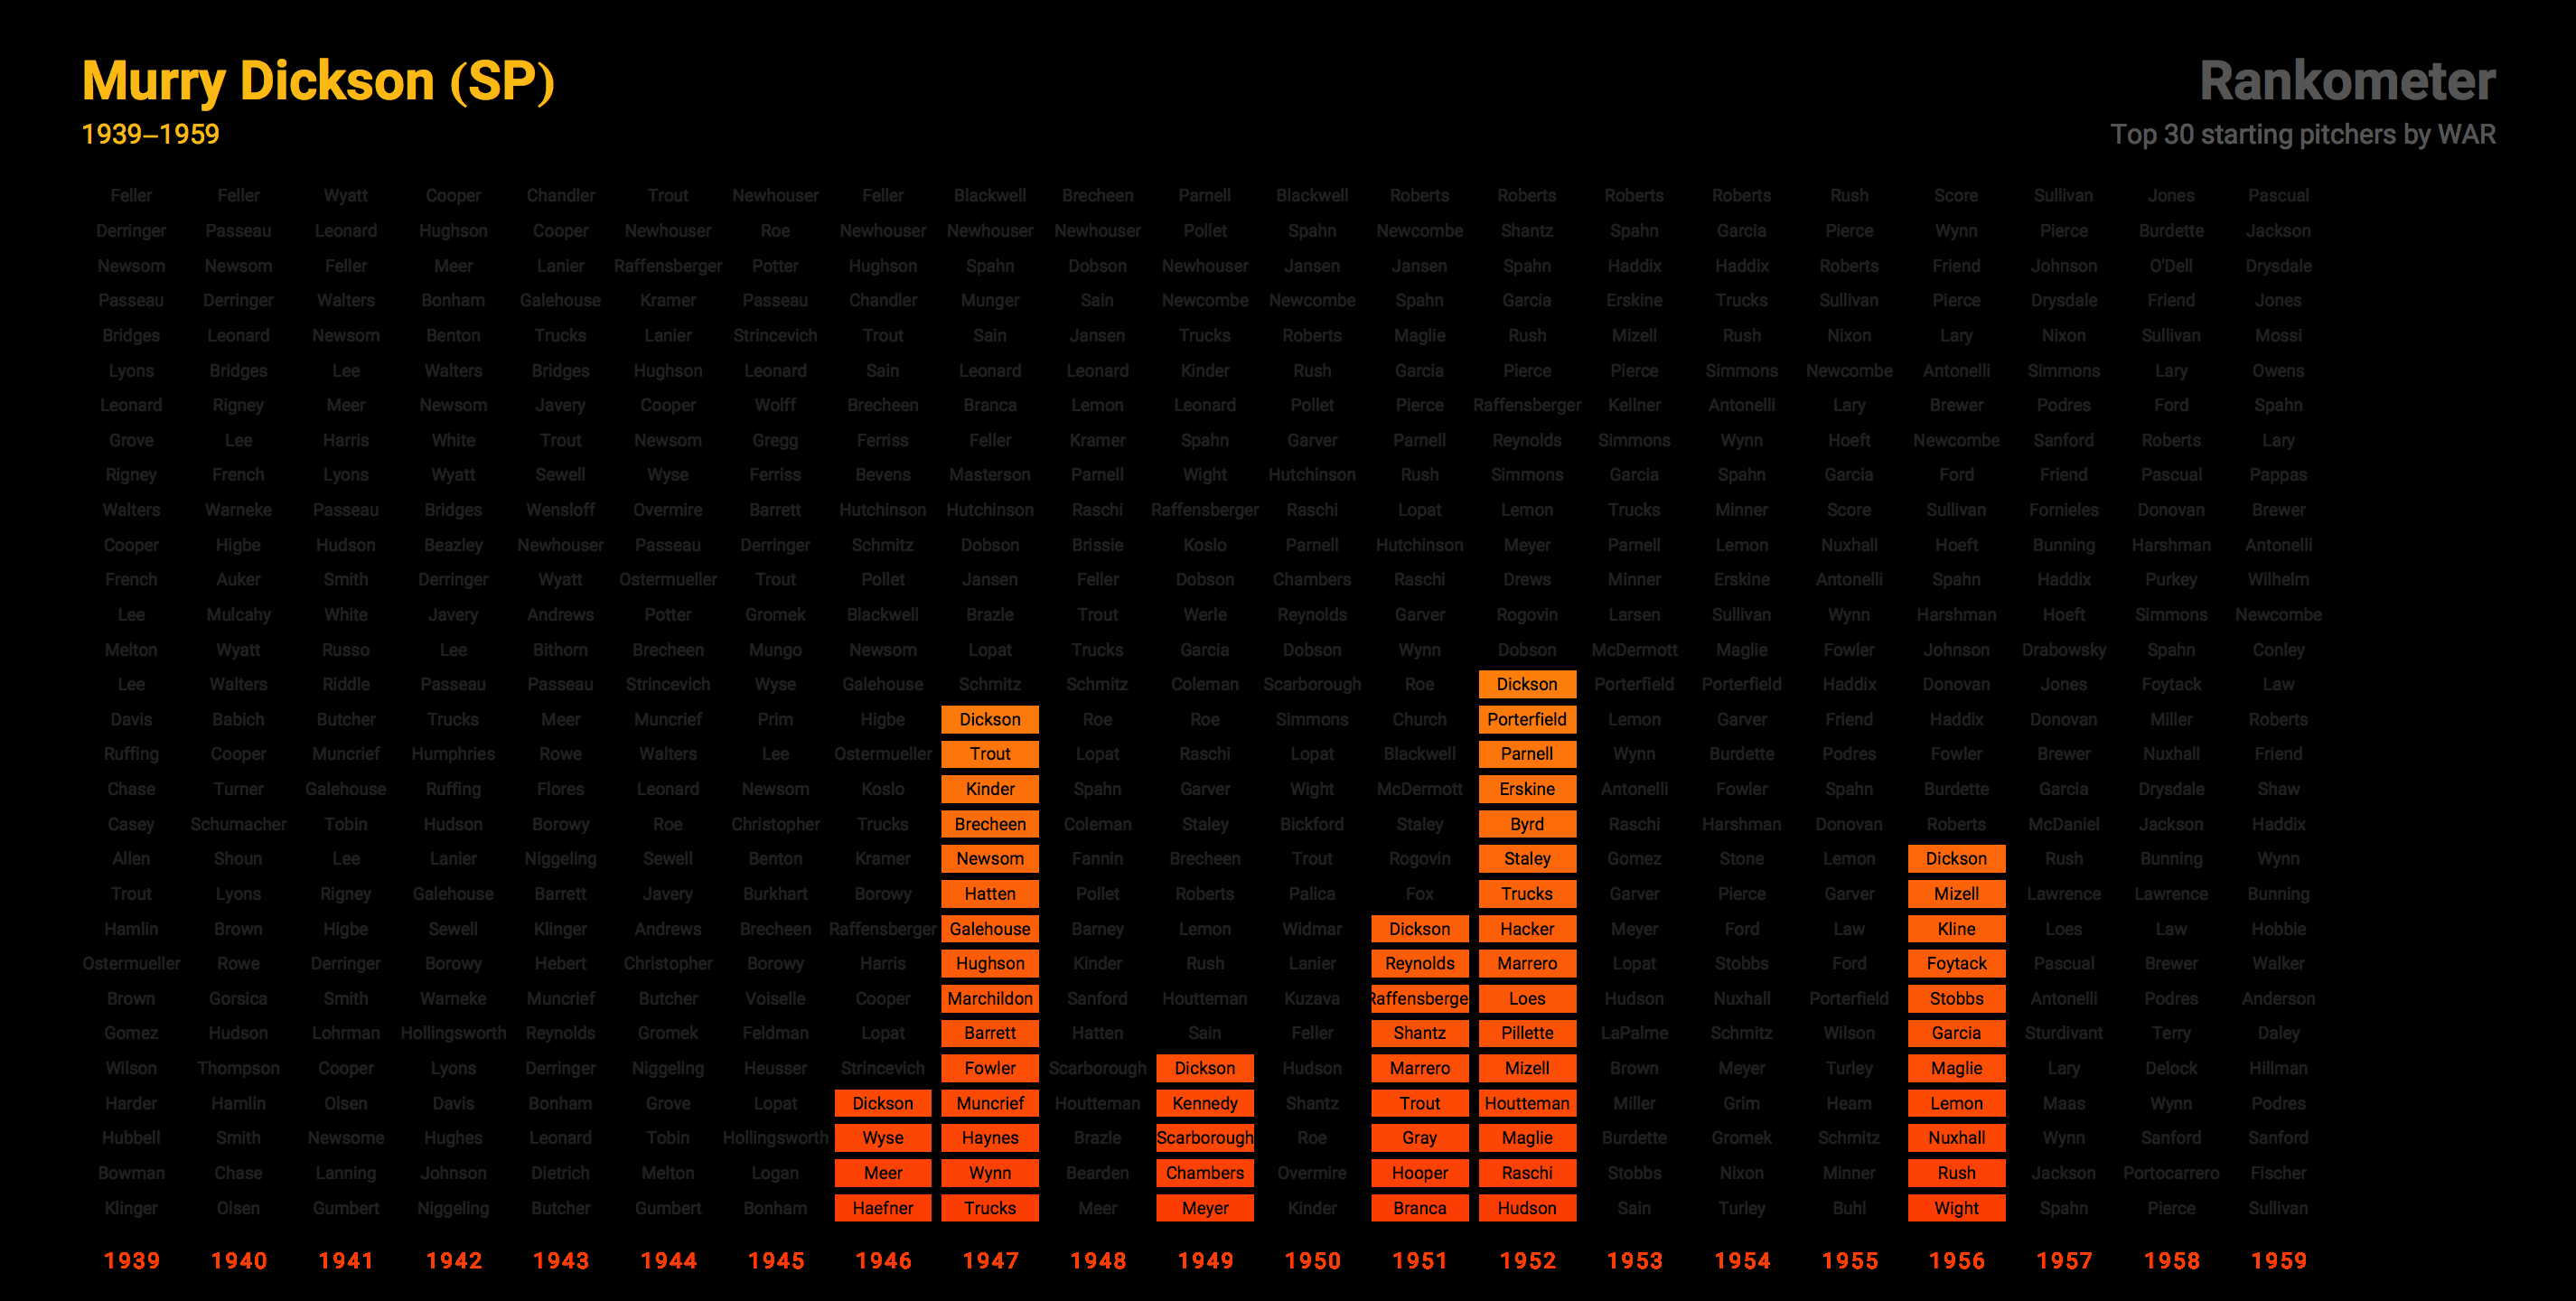 Murry Dickson (SP)
Rankometer
1939–1959
Top 30 starting pitchers by WAR
Feller Feller Wyatt Cooper Chandler Trout Newhouser Feller Blackwell Brecheen Parnell Blackwell Roberts Roberts Roberts Roberts Rush Score Sullivan Jones Pascual
Derringer Passeau Leonard Hughson Cooper Newhouser Roe Newhouser Newhouser Newhouser Pollet Spahn Newcombe Shantz Spahn Garcia Pierce Wynn Pierce Burdette Jackson
Newsom Newsom Feller Meer Lanier Raffensberger Potter Hughson Spahn Dobson Newhouser Jansen Jansen Spahn Haddix Haddix Roberts Friend Johnson O'Dell Drysdale
Passeau Derringer Walters Bonham Galehouse Kramer Passeau Chandler Munger Sain Newcombe Newcombe Spahn Garcia Erskine Trucks Sullivan Pierce Drysdale Friend Jones
Bridges Leonard Newsom Benton Trucks Lanier Strincevich Trout Sain Jansen Trucks Roberts Maglie Rush Mizell Rush Nixon Lary Nixon Sullivan Mossi
Lyons Bridges Lee Walters Bridges Hughson Leonard Sain Leonard Leonard Kinder Rush Garcia Pierce Pierce Simmons Newcombe Antonelli Simmons Lary Owens
Leonard Rigney Meer Newsom Javery Cooper Wolff Brecheen Branca Lemon Leonard Pollet Pierce Raffensberger Kellner Antonelli Lary Brewer Podres Ford Spahn
Grove Lee Harris White Trout Newsom Gregg Ferriss Feller Kramer Spahn Garver Parnell Reynolds Simmons Wynn Hoeft Newcombe Sanford Roberts Lary
Rigney French Lyons Wyatt Sewell Wyse Ferriss Bevens Masterson Parnell Wight Hutchinson Rush Simmons Garcia Spahn Garcia Ford Friend Pascual Pappas
Walters Warneke Passeau Bridges Wensloff Overmire Barrett Hutchinson Hutchinson Raschi Raffensberger Raschi Lopat Lemon Trucks Minner Score Sullivan Fornieles Donovan Brewer
Cooper Higbe Hudson Beazley Newhouser Passeau Derringer Schmitz Dobson Brissie Koslo Parnell Hutchinson Meyer Parnell Lemon Nuxhall Hoeft Bunning Harshman Antonelli
French Auker Smith Derringer Wyatt Ostermueller Trout Pollet Jansen Feller Dobson Chambers Raschi Drews Minner Erskine Antonelli Spahn Haddix Purkey Wilhelm
Lee Mulcahy White Javery Andrews Potter Gromek Blackwell Brazle Trout Werle Reynolds Garver Rogovin Larsen Sullivan Wynn Harshman Hoeft Simmons Newcombe
Melton Wyatt Russo Lee Bithorn Brecheen Mungo Newsom Lopat Trucks Garcia Dobson Wynn Dobson McDermott Maglie Fowler Johnson Drabowsky Spahn Conley
Lee Walters Riddle Passeau Passeau Strincevich Wyse Galehouse Schmitz Schmitz Coleman Scarborough Roe Dickson Porterfield Porterfield Haddix Donovan Jones Foytack Law
Davis Babich Butcher Trucks Meer Muncrief Prim Higbe Dickson Roe Roe Simmons Church Porterfield Lemon Garver Friend Haddix Donovan Miller Roberts
Ruffing Cooper Muncrief Humphries Rowe Walters Lee Ostermueller Trout Lopat Raschi Lopat Blackwell Parnell Wynn Burdette Podres Fowler Brewer Nuxhall Friend
Chase Turner Galehouse Ruffing Flores Leonard Newsom Koslo Kinder Spahn Garver Wight McDermott Erskine Antonelli Fowler Spahn Burdette Garcia Drysdale Shaw
Casey Schumacher Tobin Hudson Borowy Roe Christopher Trucks Brecheen Coleman Staley Bickford Staley Byrd Raschi Harshman Donovan Roberts McDaniel Jackson Haddix
Allen Shoun Lee Lanier Niggeling Sewell Benton Kramer Newsom Fannin Brecheen Trout Rogovin Staley Gomez Stone Lemon Dickson Rush Bunning Wynn
Trout Lyons Rigney Galehouse Barrett Javery Burkhart Borowy Hatten Pollet Roberts Palica Fox Trucks Garver Pierce Garver Mizell Lawrence Lawrence Bunning
Hamlin Brown Higbe Sewell Klinger Andrews Brecheen Raffensberger Galehouse Barney Lemon Widmar Dickson Hacker Meyer Ford Law Kline Loes Law Hobbie
Ostermueller Rowe Derringer Borowy Hebert Christopher Borowy Harris Hughson Kinder Rush Lanier Reynolds Marrero Lopat Stobbs Ford Foytack Pascual Brewer Walker
Brown Gorsica Smith Warneke Muncrief Butcher Voiselle Cooper Marchildon Sanford Houtteman Kuzava Raffensberge Loes Hudson Nuxhall Porterfield Stobbs Antonelli Podres Anderson
Gomez Hudson Lohrman Hollingsworth Reynolds Gromek Feldman Lopat Barrett Hatten Sain Feller Shantz Pillette LaPalme Schmitz Wilson Garcia Sturdivant Terry Daley
Wilson Thompson Cooper Lyons Derringer Niggeling Heusser Strincevich Fowler Scarborough Dickson Hudson Marrero Mizell Brown Meyer Turley Maglie Lary Delock Hillman
Harder Hamlin Olsen Davis Bonham Grove Lopat Dickson Muncrief Houtteman Kennedy Shantz Trout Houtteman Miller Grim Hearn Lemon Maas Wynn Podres
Hubbell Smith Newsome Hughes Leonard Tobin Hollingsworth Wyse Haynes Brazle Scarborough Roe Gray Maglie Burdette Gromek Schmitz Nuxhall Wynn Sanford Sanford
Bowman Chase Lanning Johnson Dietrich Melton Logan Meer Wynn Bearden Chambers Overmire Hooper Raschi Stobbs Nixon Minner Rush Jackson Portocarrero Fischer
Klinger Olsen Gumbert Niggeling Butcher Gumbert Bonham Haefner Trucks Meer Meyer Kinder Branca Hudson Sain Turley Buhl Wight Spahn Pierce Sullivan
1939 1940 1941 1942 1943 1944 1945 1946 1947 1948 1949 1950 1951 1952 1953 1954 1955 1956 1957 1958 1959